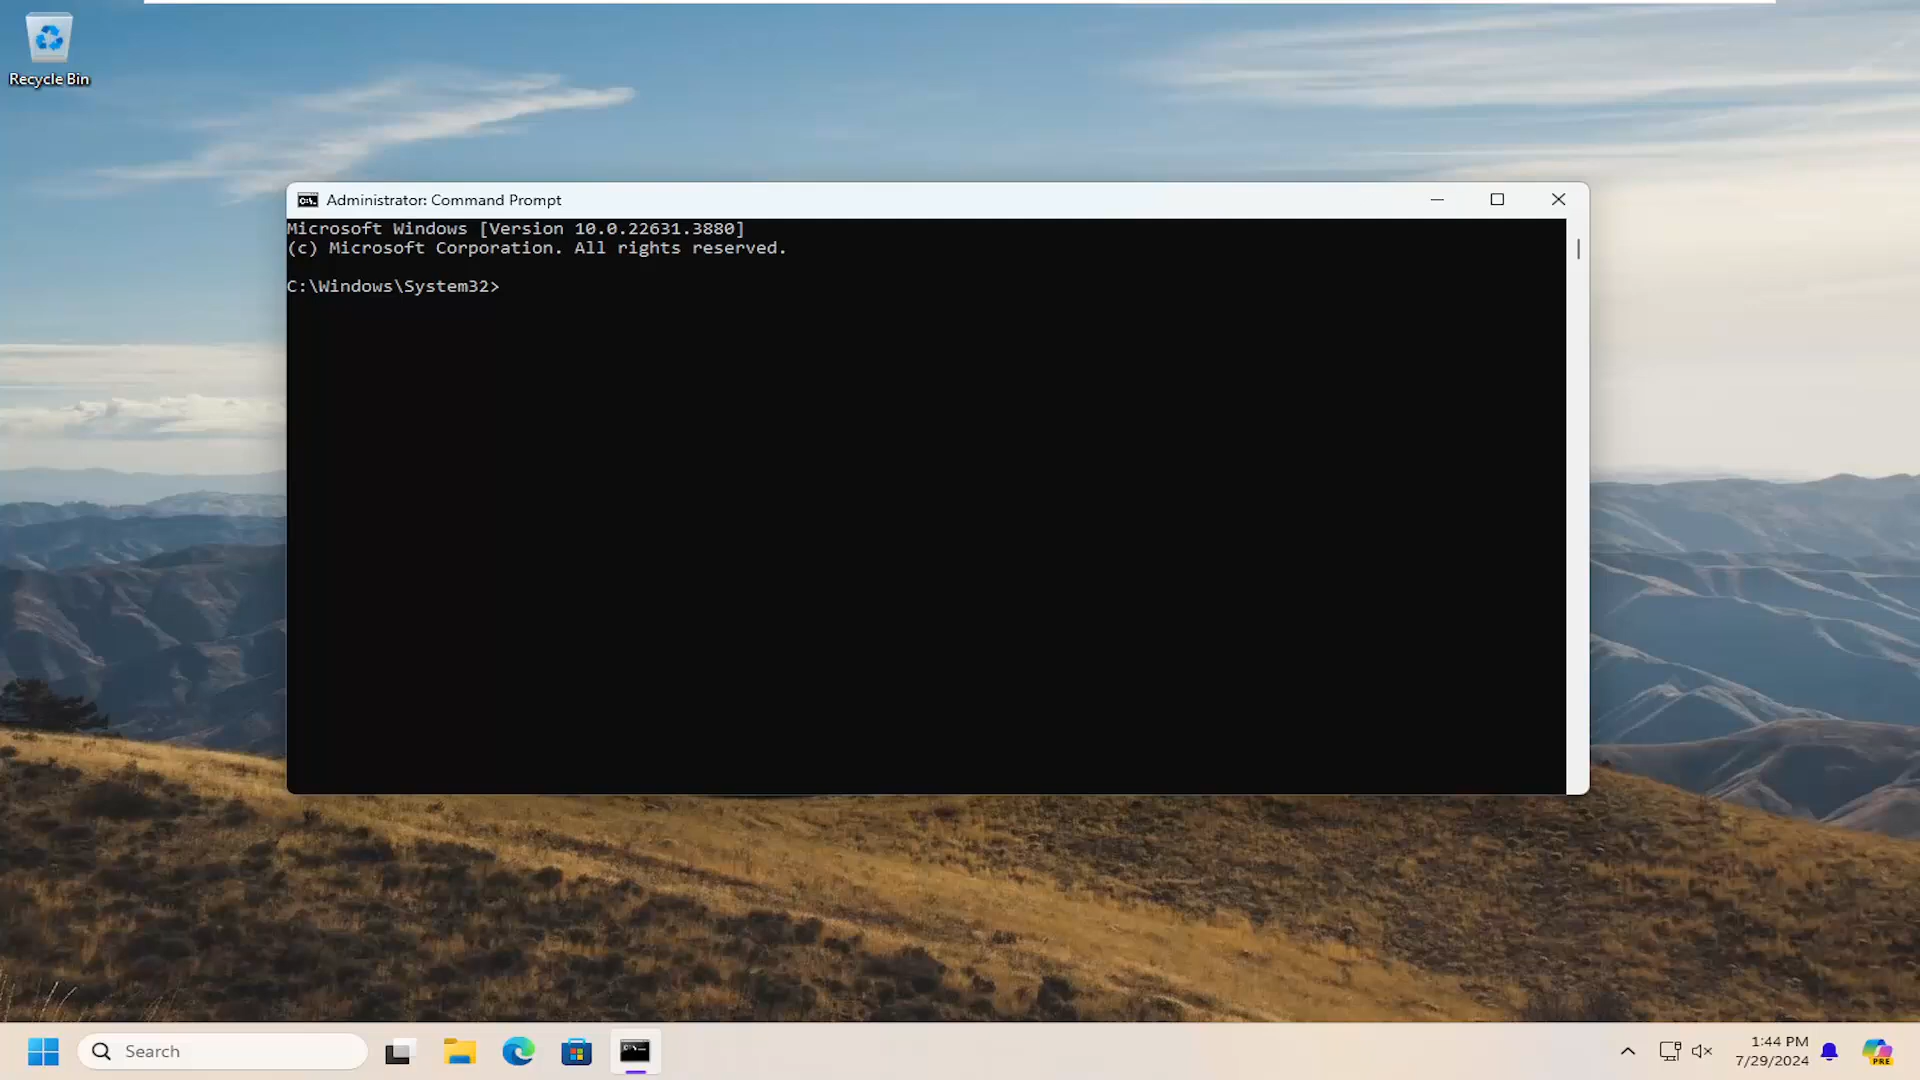 Recycle Bin
Administrator: Command Prompt
Microsoft Windows [Version 10.0.22631.3880]
(c) Microsoft Corporation. All rights reserved.
C:\Windows\System32>
Search
1:44 PM
7/29/2024
PRE